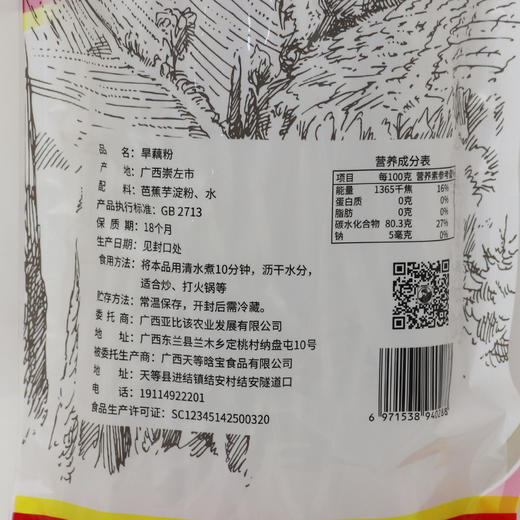 品 名：旱藕粉
产 地：广西崇左市
配 料：芭蕉芋淀粉、水
产品执行标准：GB 2713
保 质 期：18个月
生产日期：见封口处
食用方法：将本品用清水煮10分钟，沥干水分，
适合炒、打火锅等
贮存方法：常温保存，开封后需冷藏。
委 托 商：广西亚比该农业发展有限公司
地 址：广西东兰县兰木乡定桃村纳盘屯10号
被委托生产商：广西天等晗宝食品有限公司
地 址：天等县进结镇结安村结安隧道口
电 话：19114922201
食品生产许可证：SC12345142500320
营养成分表
项目 每100克 营养素参考值
能量 1365千焦 16%
蛋白质 0克 0%
脂肪 0克 0%
碳水化合物 80.3克 27%
钠 5毫克 0%
6 971538